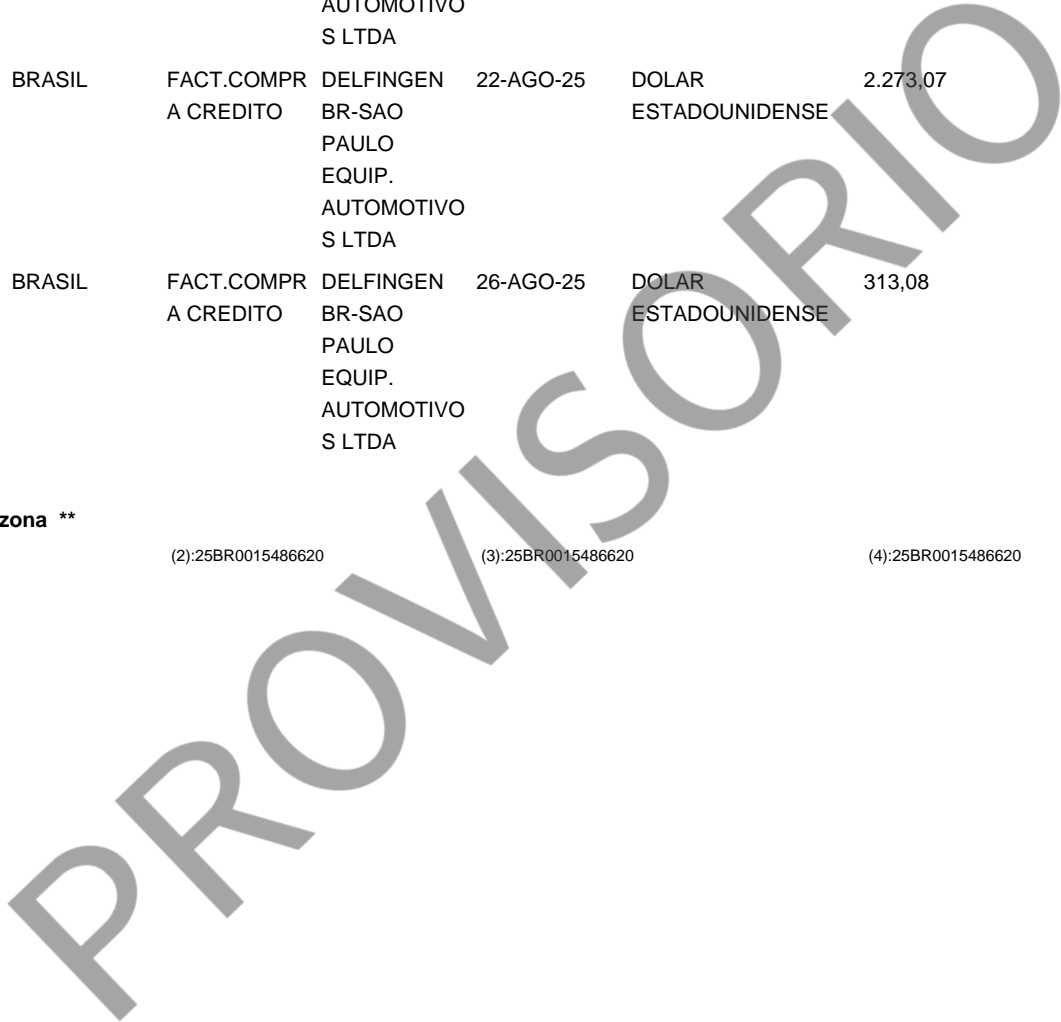 AUTOMOTIVO
S LTDA
BRASIL FACT.COMPR DELFINGEN 22-AGO-25 DOLAR 2.273,07
A CREDITO BR-SAO ESTADOUNIDENSE
PAULO
EQUIP.
AUTOMOTIVO
S LTDA
BRASIL FACT.COMPR DELFINGEN 26-AGO-25 DOLAR 313,08
A CREDITO BR-SAO ESTADOUNIDENSE
PAULO
EQUIP.
AUTOMOTIVO
S LTDA
zona **
(2):25BR0015486620 (3):25BR0015486620 (4):25BR0015486620
PROVISORIO